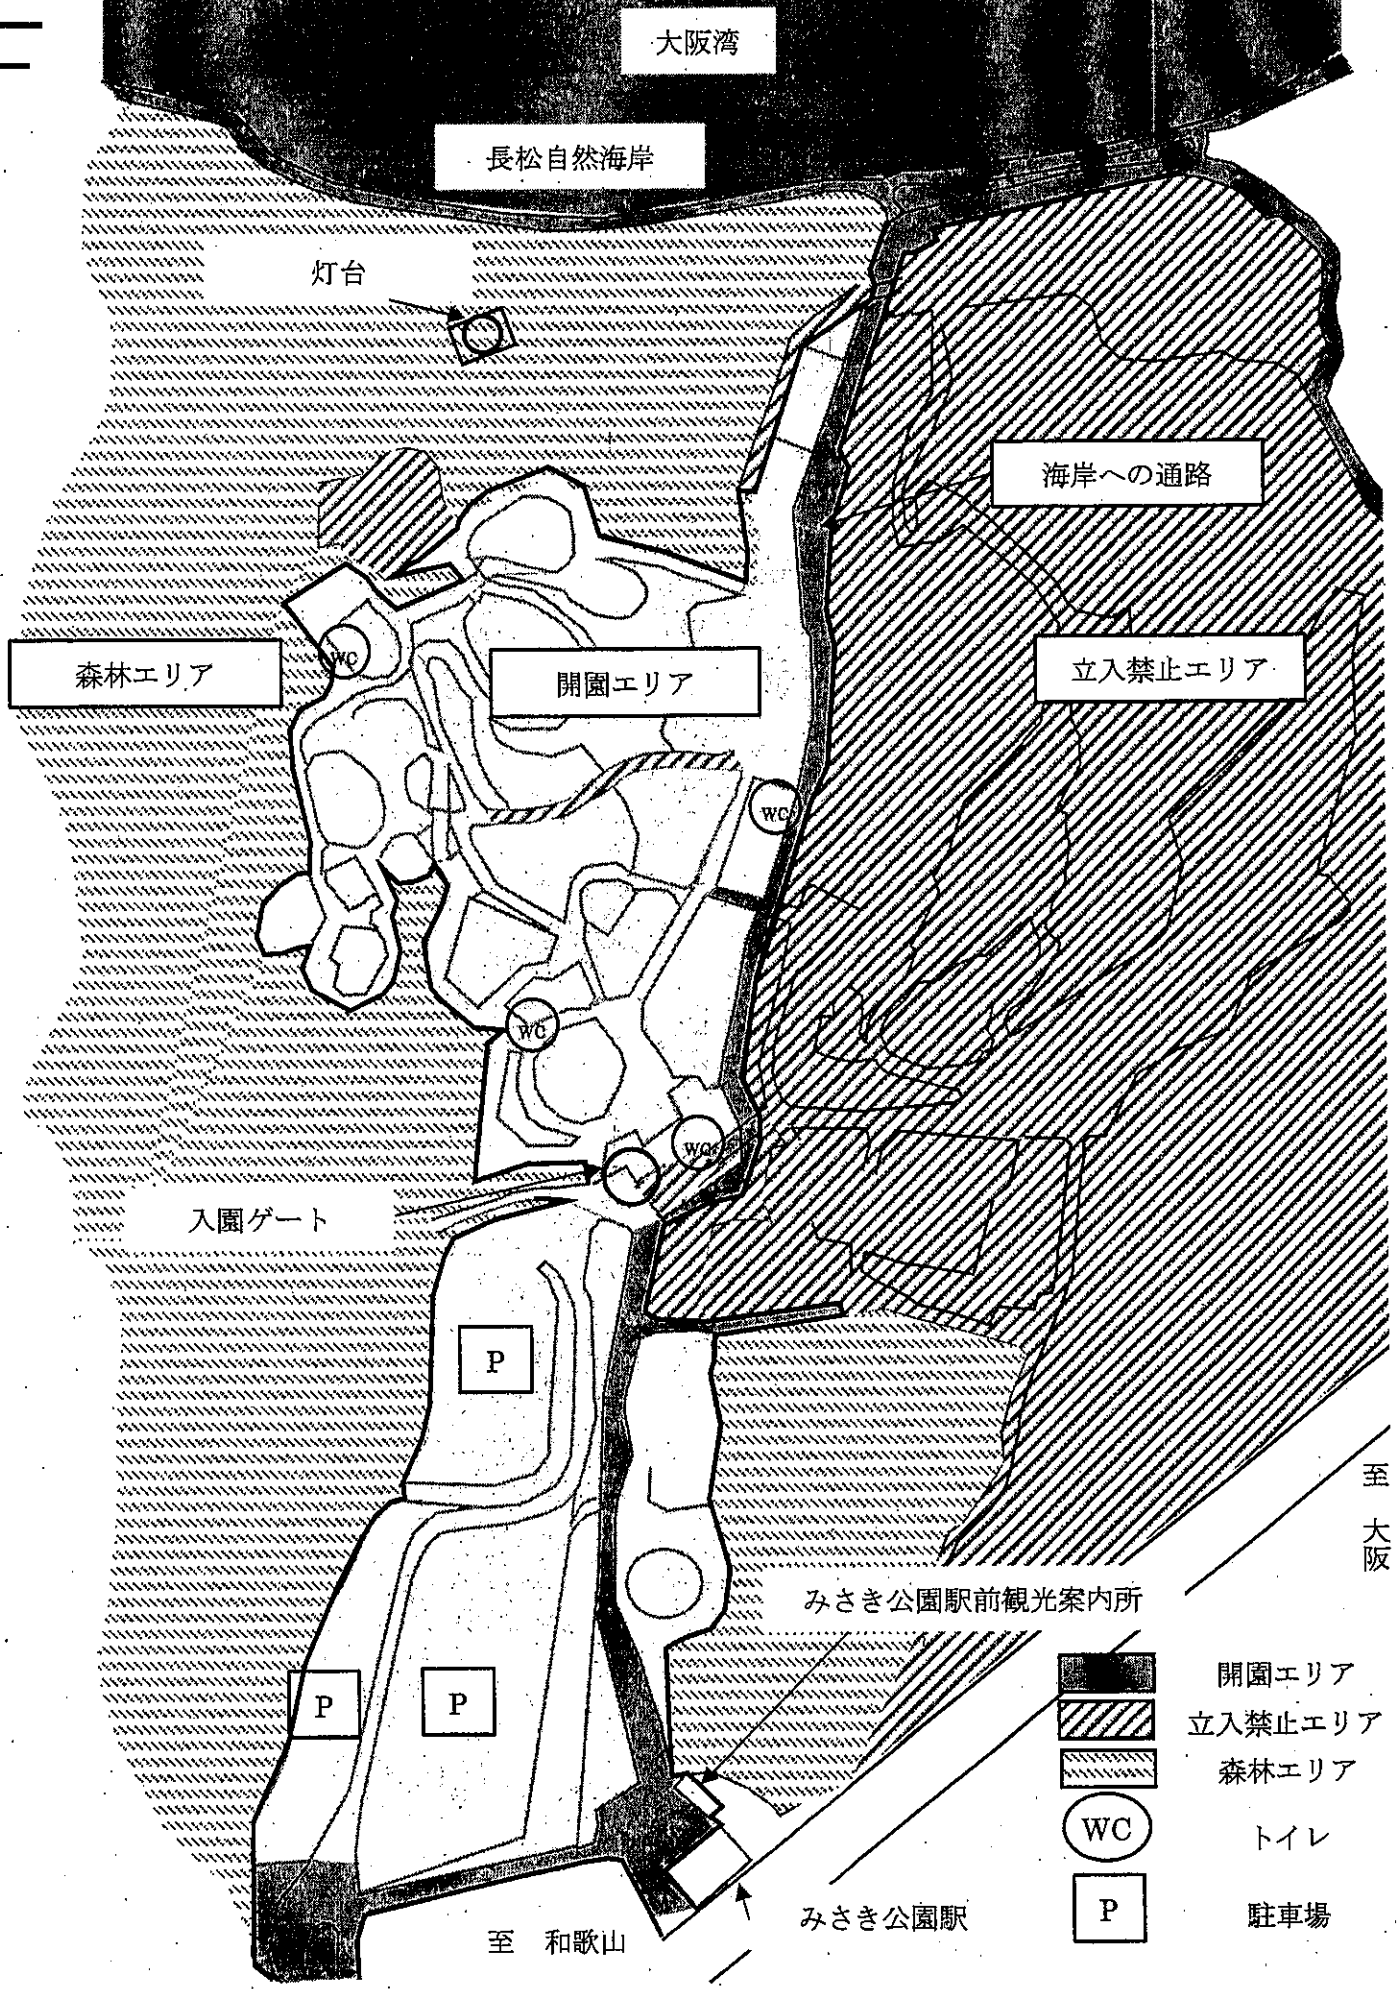 大阪湾
長松自然海岸
灯台
海岸への通路
森林エリア
開園エリア
立入禁止エリア
WC
WC
WC
WC
入園ゲート
P
至 大阪
みさき公園駅前観光案内所
P
P
開園エリア
立入禁止エリア
森林エリア
WC トイレ
P 駐車場
みさき公園駅
至 和歌山